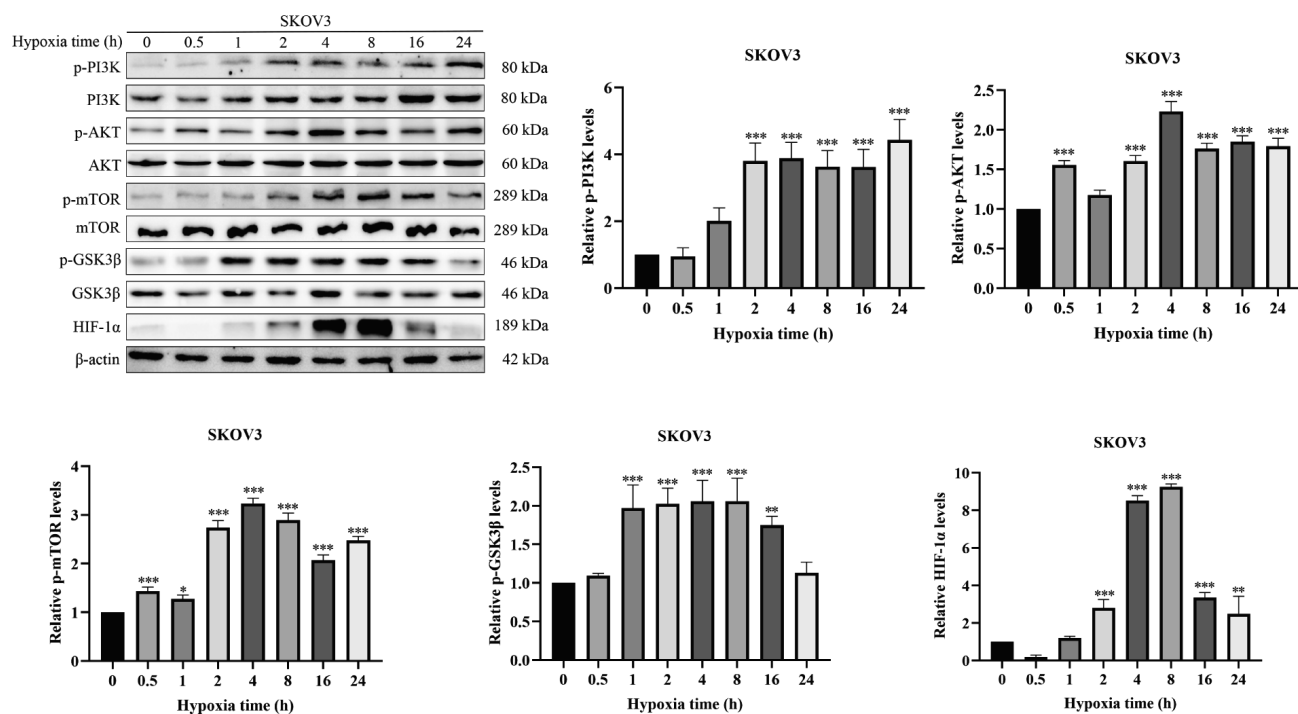 SKOV3
Hypoxia time (h) 0 0.5 1 2 4 8 16 24
p-PI3K 80 kDa
PI3K 80 kDa
p-AKT 60 kDa
AKT 60 kDa
p-mTOR 289 kDa
mTOR 289 kDa
p-GSK3β 46 kDa
GSK3β 46 kDa
HIF-1α 189 kDa
β-actin 42 kDa
SKOV3
Relative p-PI3K levels
6
4
2
0
*** *** *** *** ***
0 0.5 1 2 4 8 16 24
Hypoxia time (h)
SKOV3
Relative p-AKT levels
2.5
2.0
1.5
1.0
0.5
0.0
*** *** *** *** *** ***
0 0.5 1 2 4 8 16 24
Hypoxia time (h)
SKOV3
Relative p-mTOR levels
4
3
2
1
0
*** * *** *** *** *** ***
0 0.5 1 2 4 8 16 24
Hypoxia time (h)
SKOV3
Relative p-GSK3β levels
2.5
2.0
1.5
1.0
0.5
0.0
*** *** *** *** **
0 0.5 1 2 4 8 16 24
Hypoxia time (h)
SKOV3
Relative HIF-1α levels
10
8
6
4
2
0
*** *** *** *** **
0 0.5 1 2 4 8 16 24
Hypoxia time (h)